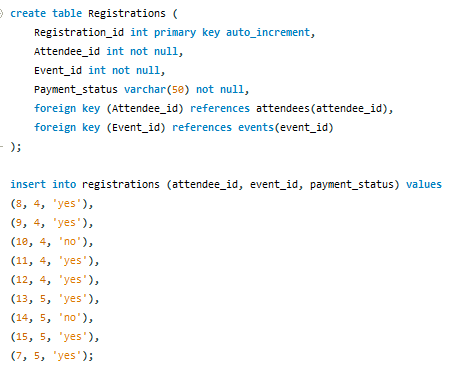 create table Registrations (
Registration_id int primary key auto_increment,
Attendee_id int not null,
Event_id int not null,
Payment_status varchar(50) not null,
foreign key (Attendee_id) references attendees(attendee_id),
foreign key (Event_id) references events(event_id)
);
insert into registrations (attendee_id, event_id, payment_status) values
(8, 4, 'yes'),
(9, 4, 'yes'),
(10, 4, 'no'),
(11, 4, 'yes'),
(12, 4, 'yes'),
(13, 5, 'yes'),
(14, 5, 'no'),
(15, 5, 'yes'),
(7, 5, 'yes');